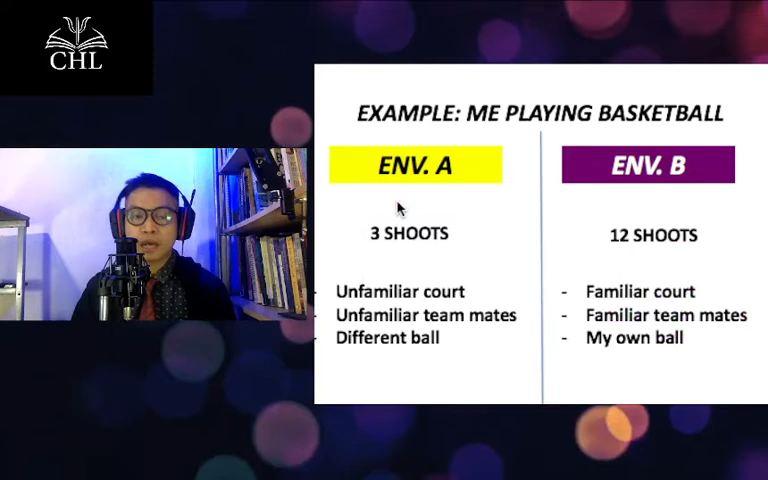 CHL
EXAMPLE: ME PLAYING BASKETBALL
ENV. A
3 SHOOTS
- Unfamiliar court
- Unfamiliar team mates
- Different ball
ENV. B
12 SHOOTS
- Familiar court
- Familiar team mates
- My own ball